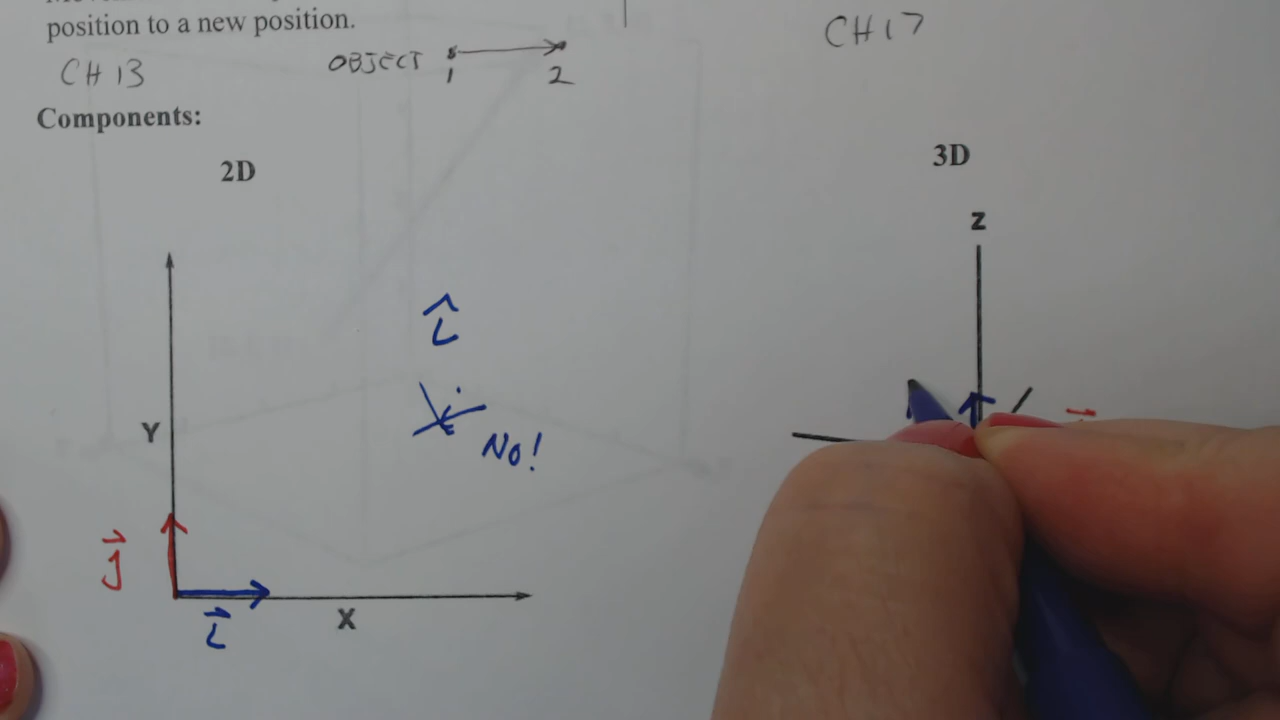 position to a new position.
CH 13
OBJECT 1 2
CH 17
Components:
2D
3D
Z
Y
X
No!